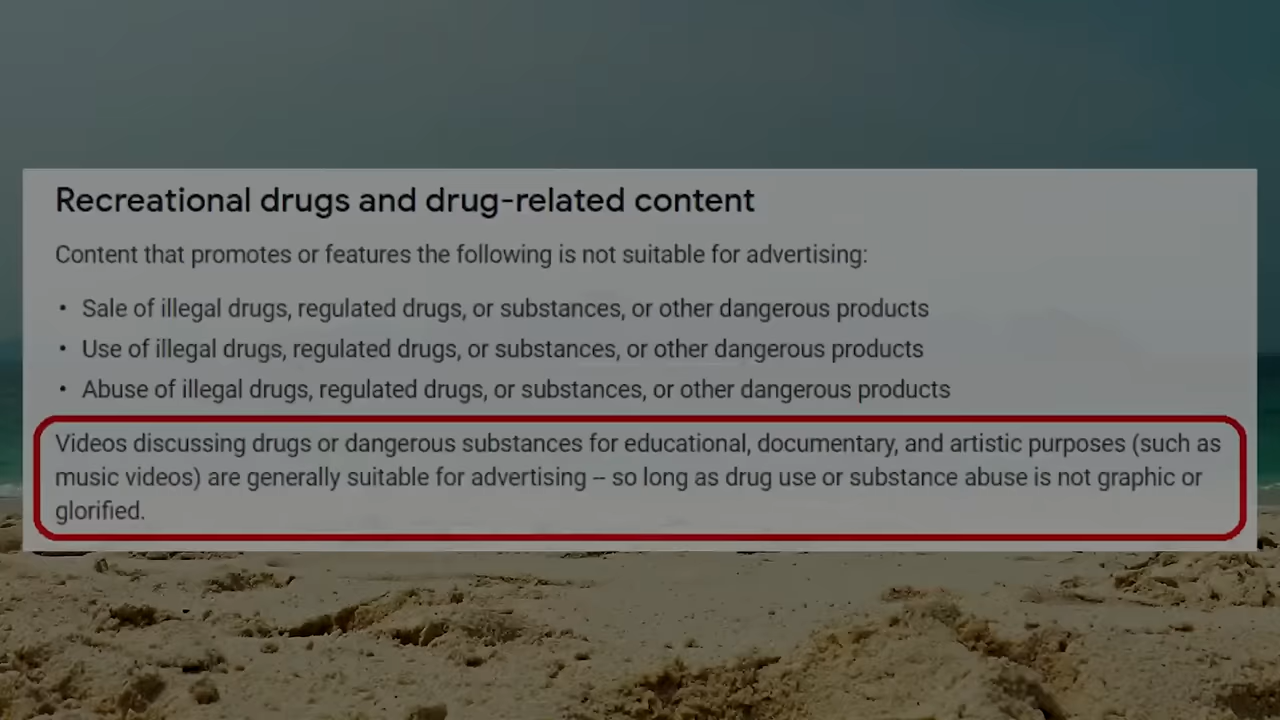 Recreational drugs and drug-related content
Content that promotes or features the following is not suitable for advertising:
• Sale of illegal drugs, regulated drugs, or substances, or other dangerous products
• Use of illegal drugs, regulated drugs, or substances, or other dangerous products
• Abuse of illegal drugs, regulated drugs, or substances, or other dangerous products
Videos discussing drugs or dangerous substances for educational, documentary, and artistic purposes (such as
music videos) are generally suitable for advertising – so long as drug use or substance abuse is not graphic or
glorified.